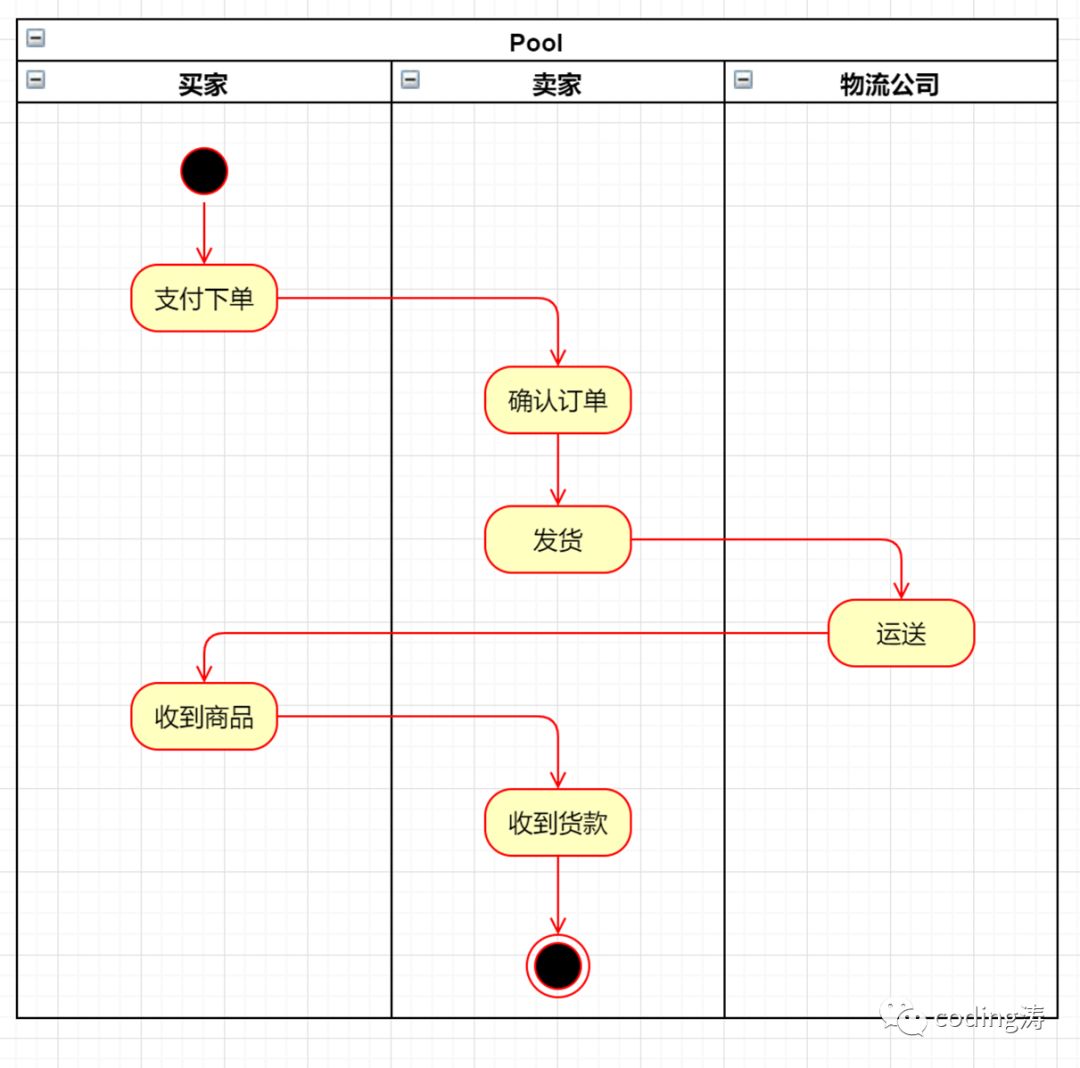 Pool
买家
卖家
物流公司
支付下单
确认订单
发货
运送
收到商品
收到货款
coding涛